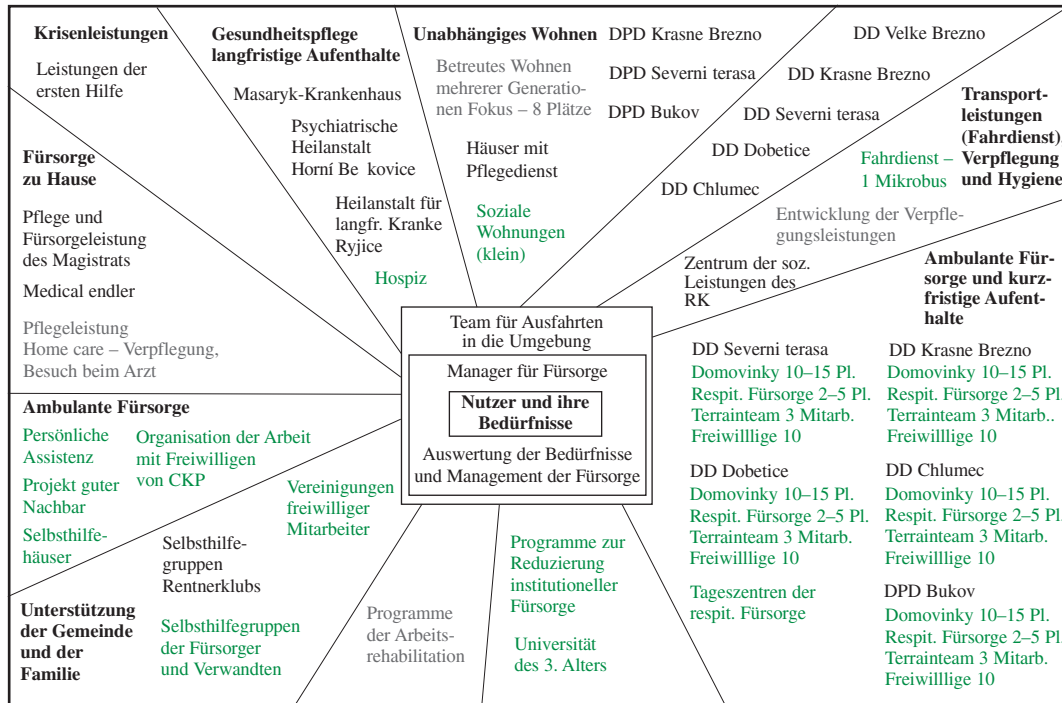 Krisenleistungen
Leistungen der
ersten Hilfe
Gesundheitspflege
langfristige Aufenthalte
Masaryk-Krankenhaus
Psychiatrische
Heilanstalt
Horní Be kovice
Heilanstalt für
langfr. Kranke
Ryjice
Hospiz
Unabhängiges Wohnen
Betreutes Wohnen
mehrerer Generatio-
nen Fokus – 8 Plätze
Häuser mit
Pflegedienst
Soziale
Wohnungen
(klein)
DPD Krasne Brezno
DPD Severni terasa
DPD Bukov
DD Velke Brezno
DD Krasne Brezno
DD Severni terasa
DD Dobetice
DD Chlumec
Zentrum der soz.
Leistungen des
RK
Transport-
leistungen
(Fahrdienst),
Verpflegung
und Hygiene
Fahrdienst –
1 Mikrobus
Entwicklung der Verpfle-
gungsleistungen
Fürsorge
zu Hause
Pflege und
Fürsorgeleistung
des Magistrats
Medical endler
Pflegeleistung
Home care – Verpflegung,
Besuch beim Arzt
Team für Ausfahrten
in die Umgebung
Manager für Fürsorge
Nutzer und ihre
Bedürfnisse
Auswertung der Bedürfnisse
und Management der Fürsorge
Ambulante Für-
sorge und kurz-
fristige Aufent-
halte
DD Severni terasa
Domovinky 10–15 Pl.
Respit. Fürsorge 2–5 Pl.
Terrainteam 3 Mitarb.
Freiwilllige 10
DD Krasne Brezno
Domovinky 10–15 Pl.
Respit. Fürsorge 2–5 Pl.
Terrainteam 3 Mitarb..
Freiwilllige 10
DD Dobetice
Domovinky 10–15 Pl.
Respit. Fürsorge 2–5 Pl.
Terrainteam 3 Mitarb.
Freiwilllige 10
DD Chlumec
Domovinky 10–15 Pl.
Respit. Fürsorge 2–5 Pl.
Terrainteam 3 Mitarb.
Freiwilllige 10
Tageszentren der
respit. Fürsorge
DPD Bukov
Domovinky 10–15 Pl.
Respit. Fürsorge 2–5 Pl.
Terrainteam 3 Mitarb.
Freiwilllige 10
Ambulante Fürsorge
Persönliche
Assistenz
Projekt guter
Nachbar
Selbsthilfe-
häuser
Organisation der Arbeit
mit Freiwilligen
von CKP
Vereinigungen
freiwilliger
Mitarbeiter
Selbsthilfe-
gruppen
Rentnerklubs
Unterstützung
der Gemeinde
und der
Familie
Selbsthilfegruppen
der Fürsorger
und Verwandten
Programme
der Arbeits-
rehabilitation
Programme zur
Reduzierung
institutioneller
Fürsorge
Universität
des 3. Alters